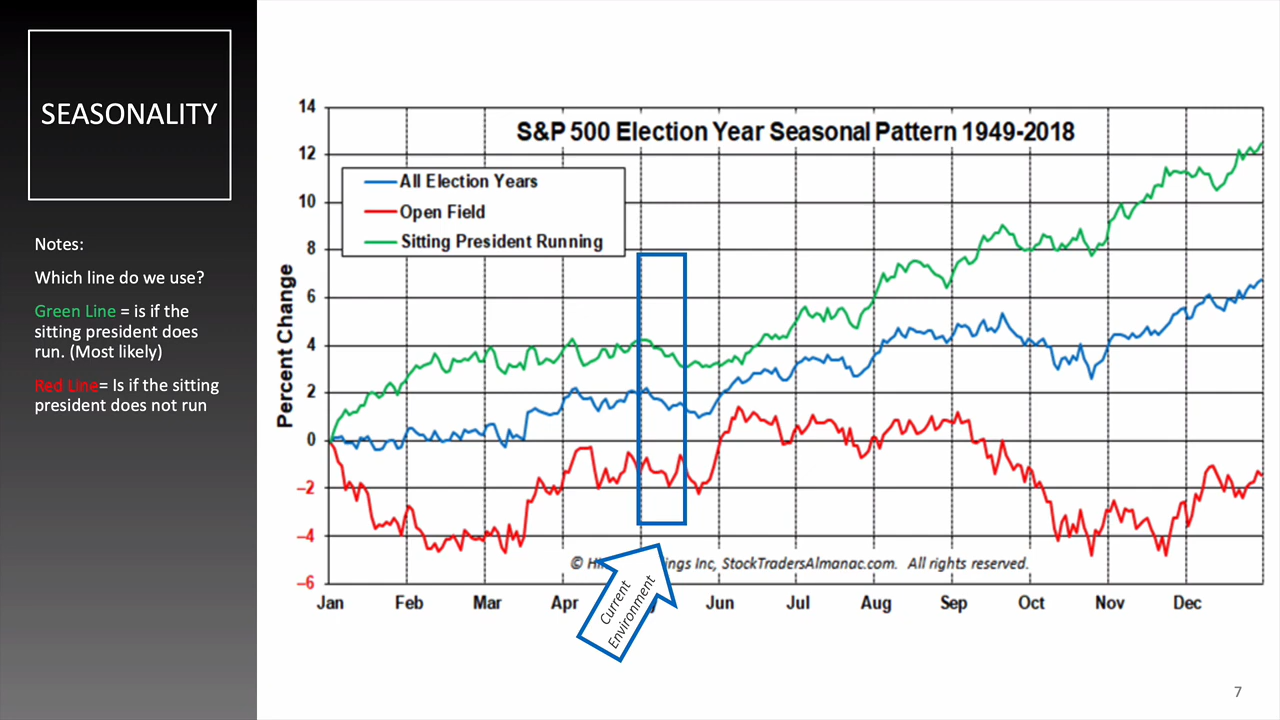 SEASONALITY
Notes:
Which line do we use?
Green Line = is if the
sitting president does
run. (Most likely)
Red Line= Is if the sitting
president does not run
S&P 500 Election Year Seasonal Pattern 1949-2018
All Election Years
Open Field
Sitting President Running
Percent Change
14
12
10
8
6
4
2
0
−2
−4
−6
© ings Inc, StockTradersAlmanac.com. All rights reserved.
Jan Feb Mar Apr Jun Jul Aug Sep Oct Nov Dec
Current
Environment
7